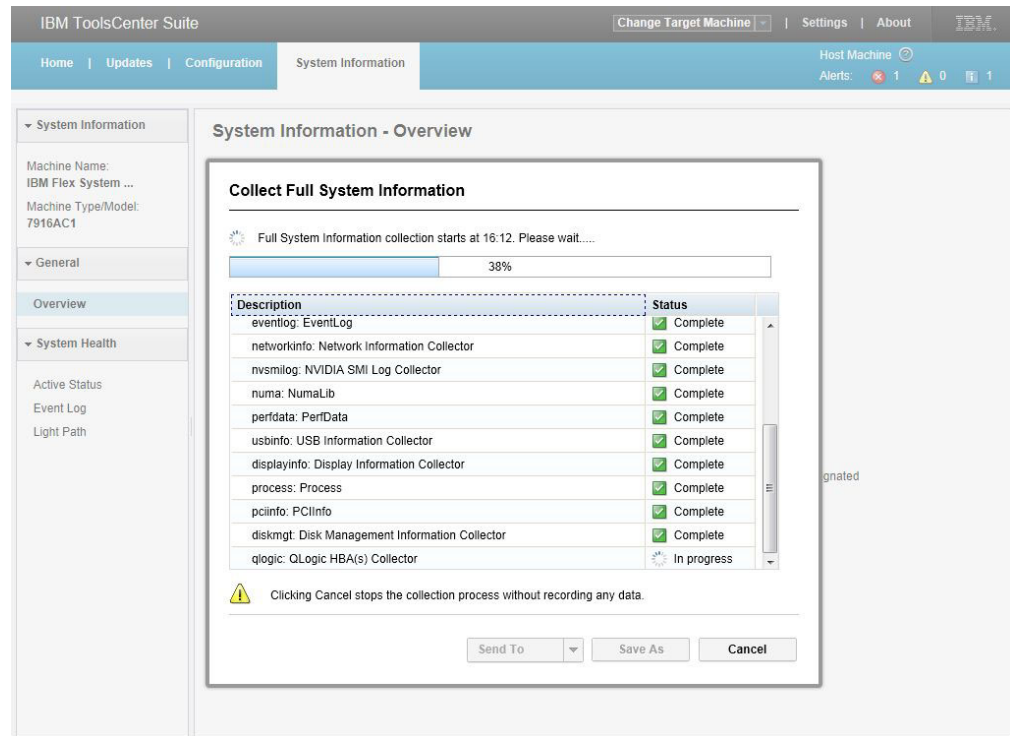 IBM ToolsCenter Suite
Change Target Machine | Settings | About IBM.
Home | Updates | Configuration System Information
Host Machine ?
Alerts: 1 0 1
System Information
Machine Name:
IBM Flex System ...
Machine Type/Model:
7916AC1
General
Overview
System Health
Active Status
Event Log
Light Path
System Information - Overview
Collect Full System Information
Full System Information collection starts at 16:12. Please wait.....
38%
Description Status
eventlog: EventLog Complete
networkinfo: Network Information Collector Complete
nvsmilog: NVIDIA SMI Log Collector Complete
numa: NumaLib Complete
perfdata: PerfData Complete
usbinfo: USB Information Collector Complete
displayinfo: Display Information Collector Complete
process: Process Complete
pciinfo: PCIInfo Complete
diskmgt: Disk Management Information Collector Complete
qlogic: QLogic HBA(s) Collector In progress
gnated
Clicking Cancel stops the collection process without recording any data.
Send To Save As Cancel